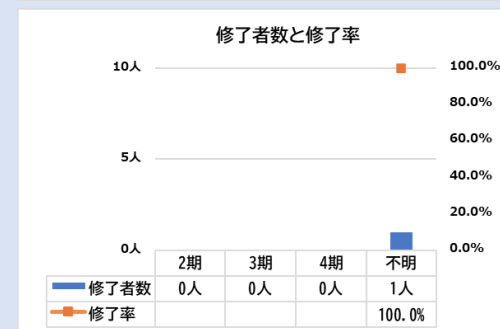 修了者数と修了率
10人
100.0%
80.0%
60.0%
5人
40.0%
20.0%
0人
0.0%
2期 3期 4期 不明
修了者数 0人 0人 0人 1人
修了率 100.0%